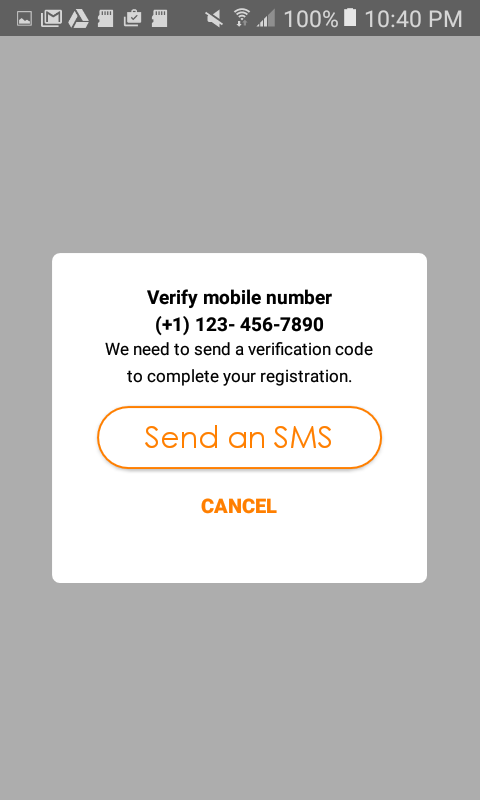 100% 10:40 PM
Verify mobile number
(+1) 123- 456-7890
We need to send a verification code
to complete your registration.
Send an SMS
CANCEL